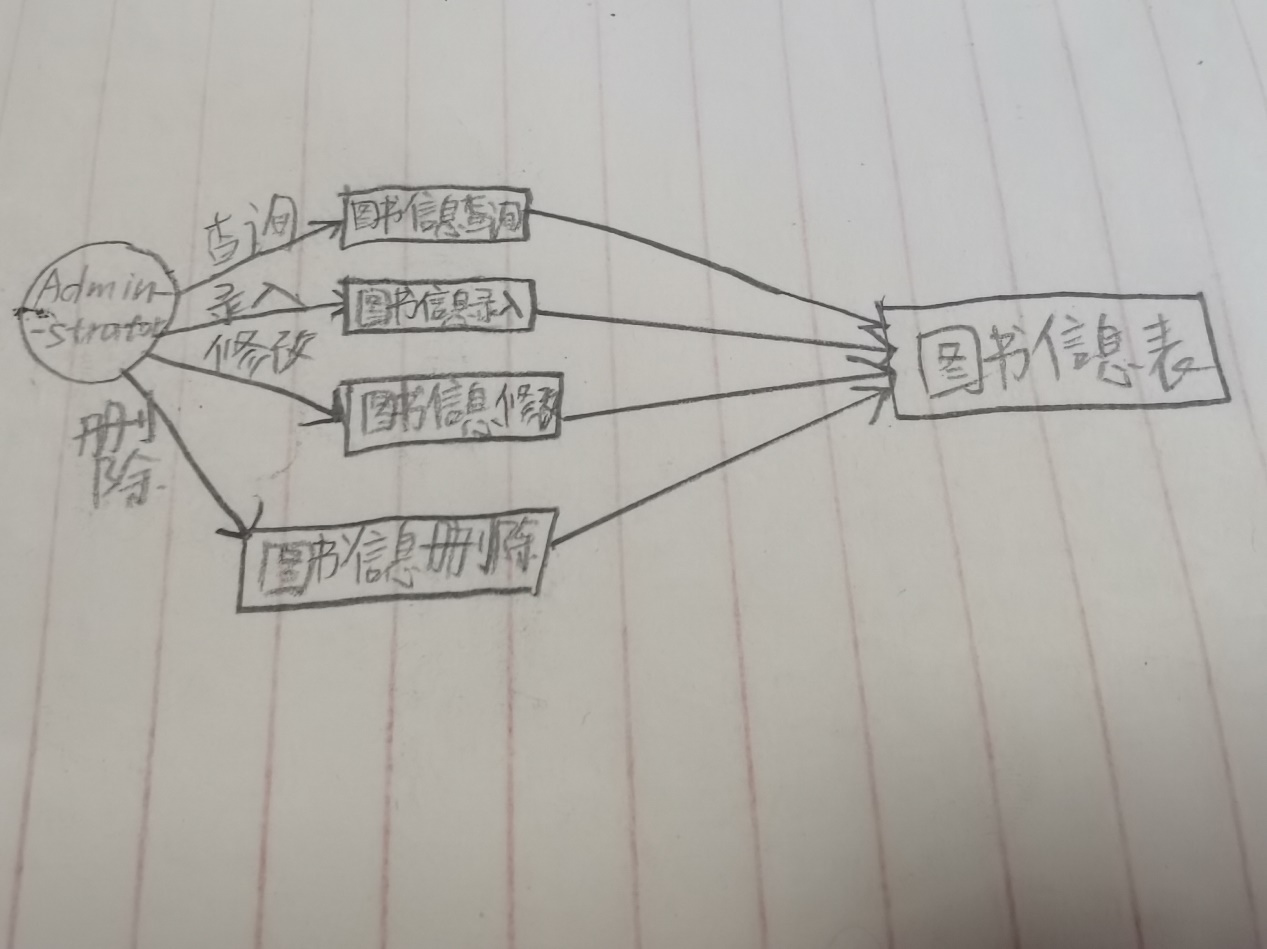 查询
图书信息查询
Admin-
-strator
录入
图书信息录入
修改
图书信息修改
删
除
图书信息删除
图书信息表